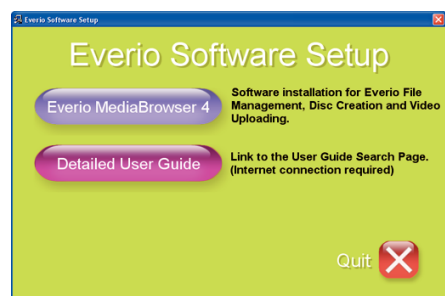 Everio Software Setup
Everio Software Setup
Everio MediaBrowser 4
Software installation for Everio File
Management, Disc Creation and Video
Uploading.
Detailed User Guide
Link to the User Guide Search Page.
(Internet connection required)
Quit